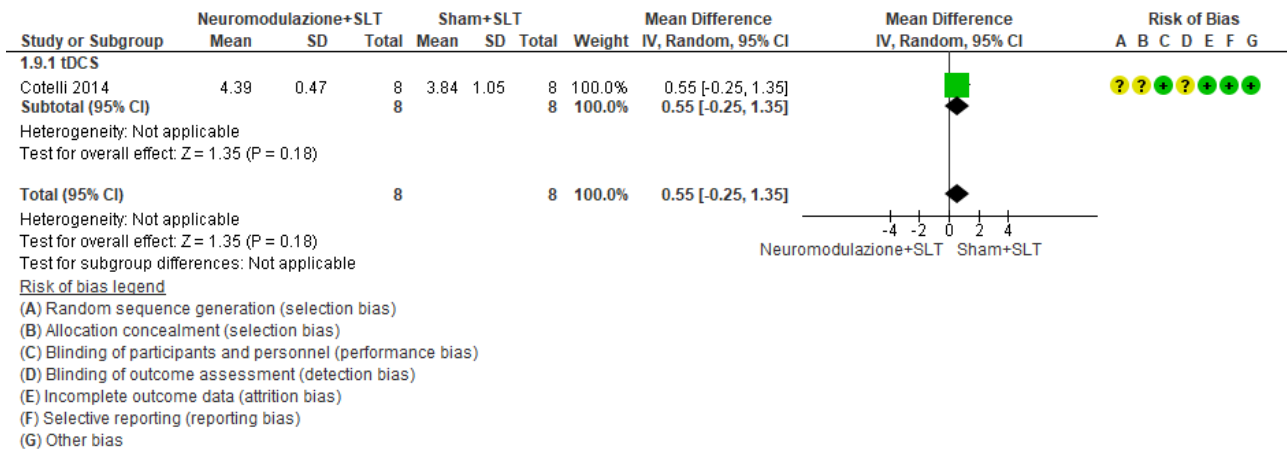 Neuromodulazione+SLT Sham+SLT Mean Difference Mean Difference Risk of Bias
Study or Subgroup Mean SD Total Mean SD Total Weight IV, Random, 95% CI IV, Random, 95% CI A B C D E F G
1.9.1 tDCS
Cotelli 2014 4.39 0.47 8 3.84 1.05 8 100.0% 0.55 [-0.25, 1.35] ? ? + ? + + +
Subtotal (95% CI) 8 8 100.0% 0.55 [-0.25, 1.35]
Heterogeneity: Not applicable
Test for overall effect: Z = 1.35 (P = 0.18)
Total (95% CI) 8 8 100.0% 0.55 [-0.25, 1.35]
Heterogeneity: Not applicable
Test for overall effect: Z = 1.35 (P = 0.18)
Test for subgroup differences: Not applicable
-4 -2 0 2 4
Neuromodulazione+SLT Sham+SLT
Risk of bias legend
(A) Random sequence generation (selection bias)
(B) Allocation concealment (selection bias)
(C) Blinding of participants and personnel (performance bias)
(D) Blinding of outcome assessment (detection bias)
(E) Incomplete outcome data (attrition bias)
(F) Selective reporting (reporting bias)
(G) Other bias